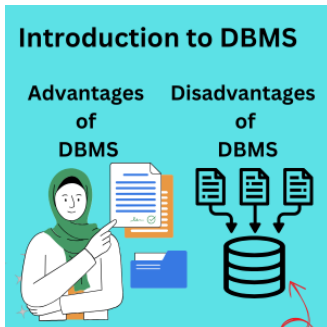 Introduction to DBMS
Advantages
of
DBMS
Disadvantages
of
DBMS